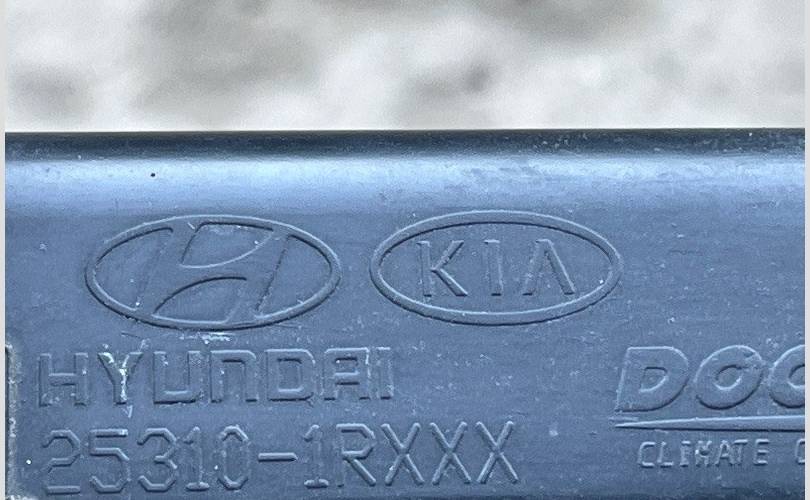 KIA
HYUNDAI
25310-1RXXX
CLIMATE